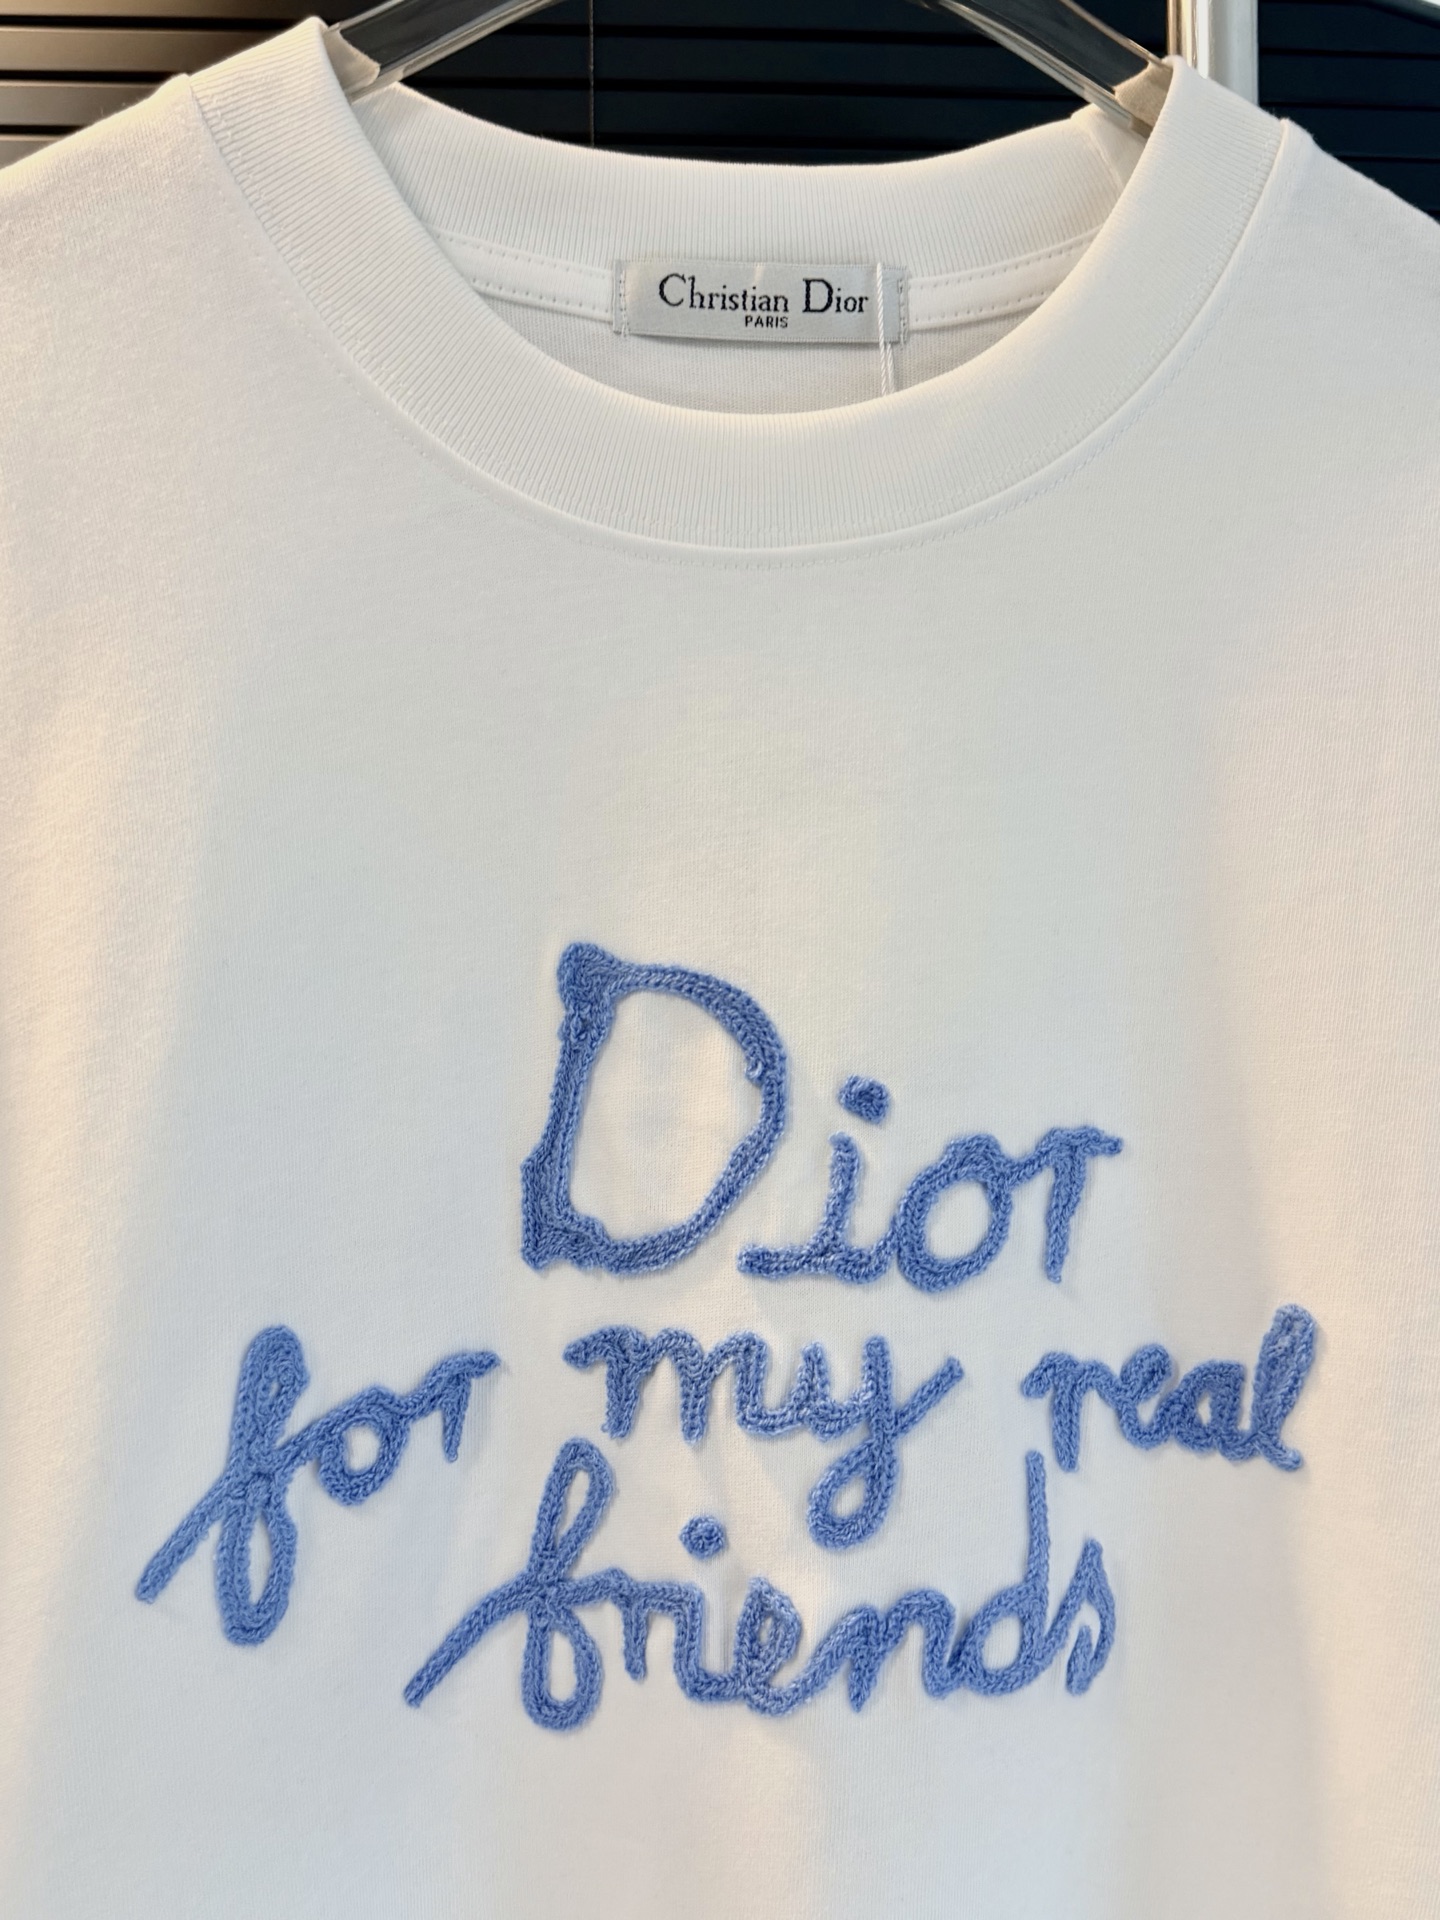 Christian Dior
PARIS
Dior
for my real
friends